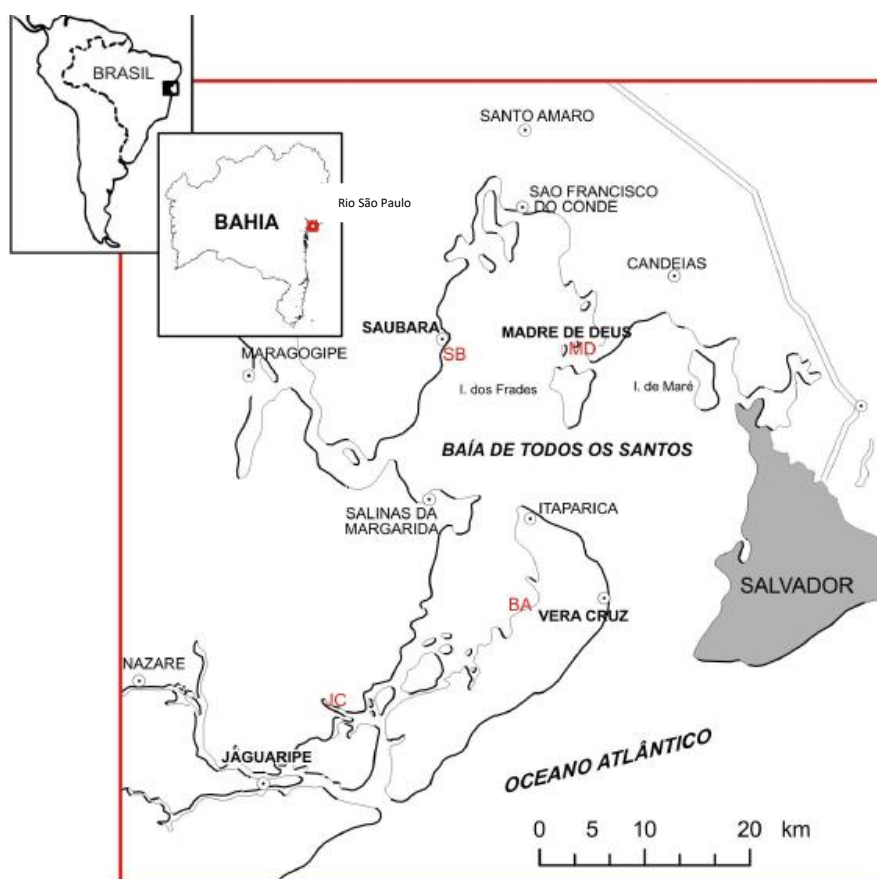 BRASIL
BAHIA
Rio São Paulo
SANTO AMARO
SAO FRANCISCO
DO CONDE
CANDEIAS
SAUBARA
SB
MADRE DE DEUS
MD
MARAGOGIPE
I. dos Frades
I. de Maré
BAÍA DE TODOS OS SANTOS
SALINAS DA
MARGARIDA
ITAPARICA
SALVADOR
BA
VERA CRUZ
NAZARE
JC
JAGUARIPE
OCEANO ATLÂNTICO
0 5 10 20 km